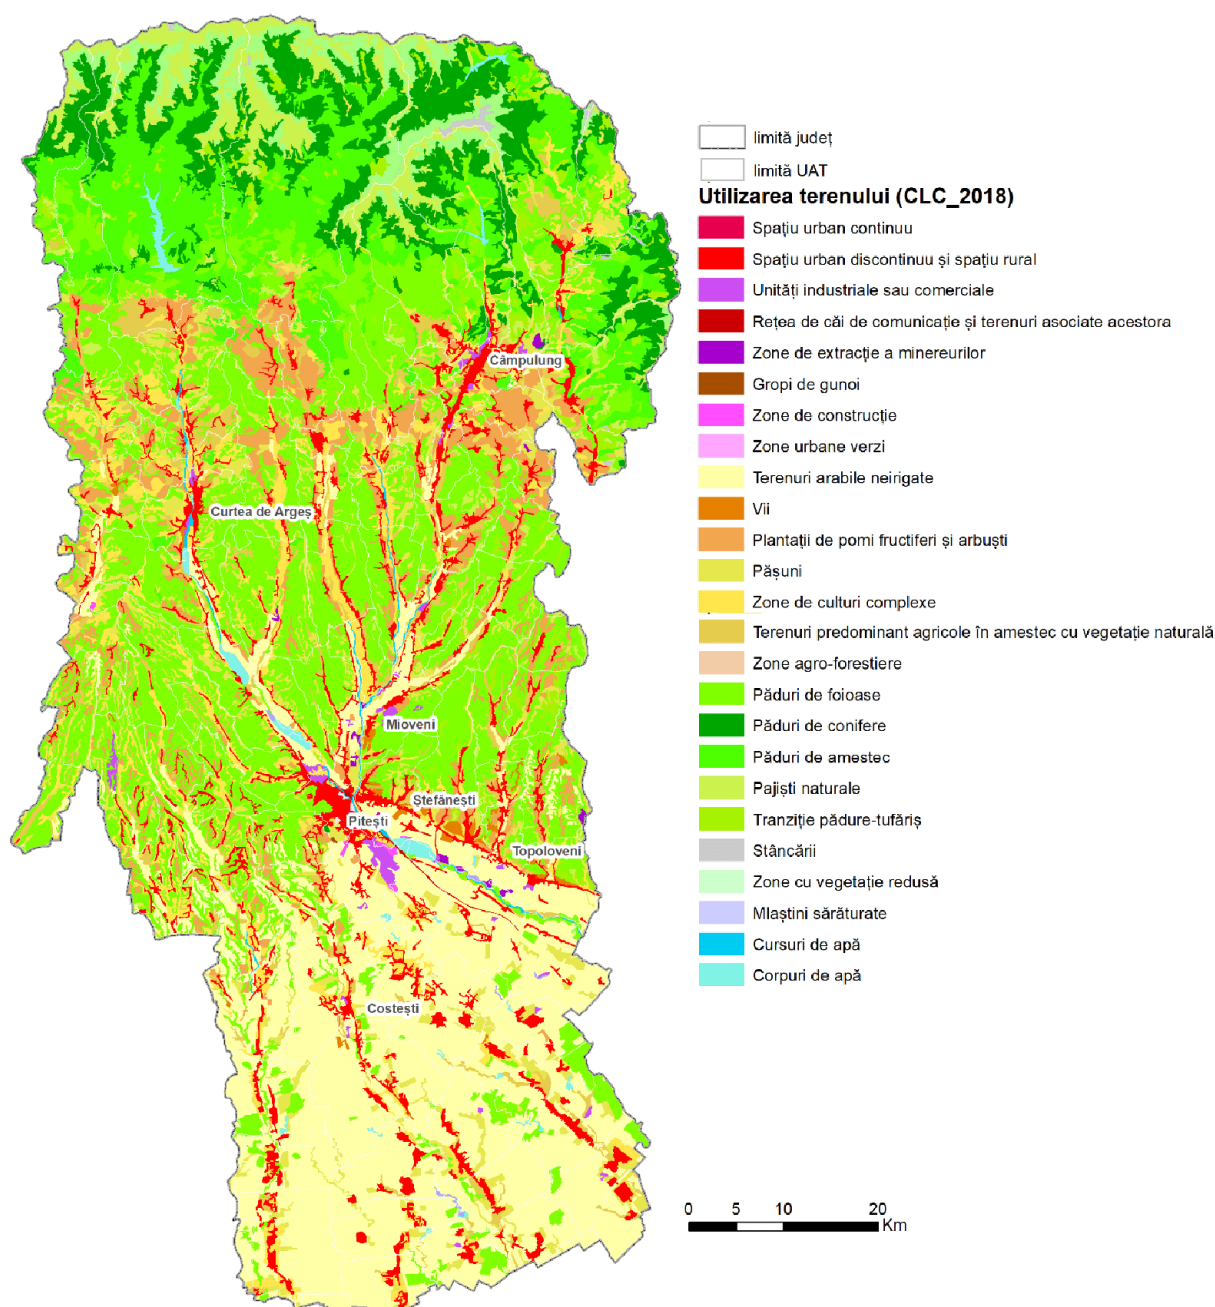 limită județ
limită UAT
Utilizarea terenului (CLC_2018)
Spațiu urban continuu
Spațiu urban discontinuu și spațiu rural
Unități industriale sau comerciale
Rețea de căi de comunicație și terenuri asociate acestora
Zone de extracție a minereurilor
Gropi de gunoi
Zone de construcție
Zone urbane verzi
Terenuri arabile neirigate
Vii
Plantații de pomi fructiferi și arbuști
Pășuni
Zone de culturi complexe
Terenuri predominant agricole în amestec cu vegetație naturală
Zone agro-forestiere
Păduri de foioase
Păduri de conifere
Păduri de amestec
Pajiști naturale
Tranziție pădure-tufăriș
Stâncării
Zone cu vegetație redusă
Mlaștini sărăturate
Cursuri de apă
Corpuri de apă
Câmpulung
Curtea de Argeș
Mioveni
Ștefănești
Pitești
Topoloveni
Costești
0 5 10 20
Km